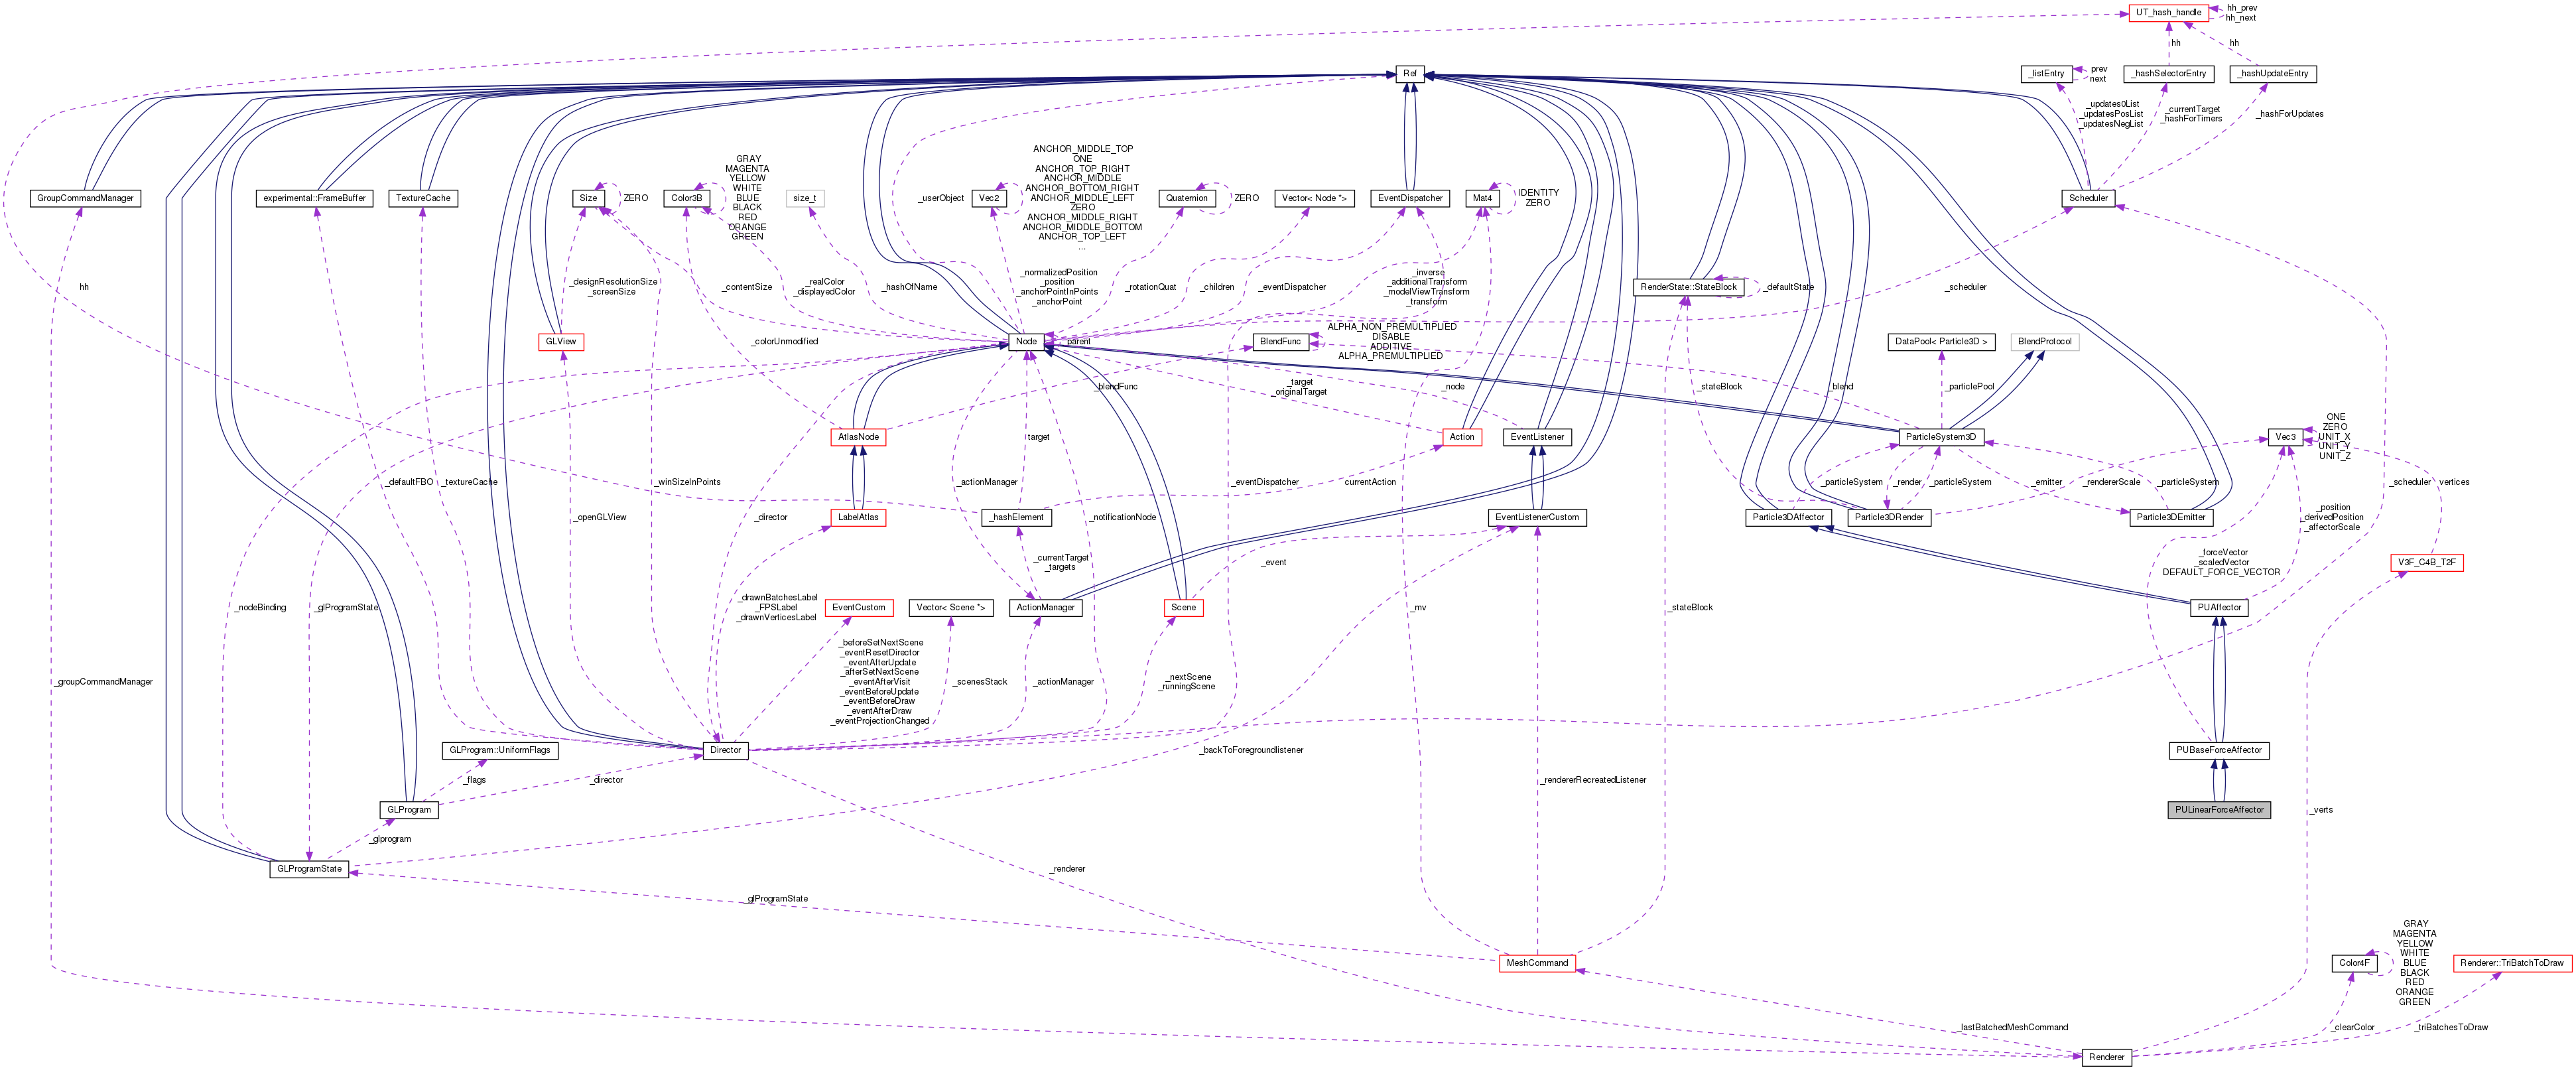 UT_hash_handle
hh_prev
hh_next
hh
hh
Ref
_listEntry
prev
next
_hashSelectorEntry
_hashUpdateEntry
_updates0List
_updatesPosList
_updatesNegList
_currentTarget
_hashForTimers
_hashForUpdates
GroupCommandManager
experimental::FrameBuffer
TextureCache
Size
ZERO
Color3B
GRAY
MAGENTA
YELLOW
WHITE
BLUE
BLACK
RED
ORANGE
GREEN
size_t
_userObject
Vec2
ANCHOR_MIDDLE_TOP
ONE
ANCHOR_TOP_RIGHT
ANCHOR_MIDDLE
ANCHOR_BOTTOM_RIGHT
ANCHOR_MIDDLE_LEFT
ZERO
ANCHOR_MIDDLE_RIGHT
ANCHOR_MIDDLE_BOTTOM
ANCHOR_TOP_LEFT
...
Quaternion
ZERO
Vector< Node *>
EventDispatcher
Mat4
IDENTITY
ZERO
Scheduler
hh
_designResolutionSize
_screenSize
_contentSize
_realColor
_displayedColor
_hashOfName
_normalizedPosition
_position
_anchorPointInPoints
_anchorPoint
_rotationQuat
_children
_eventDispatcher
_inverse
_additionalTransform
_modelViewTransform
_transform
RenderState::StateBlock
_defaultState
_scheduler
GLView
_colorUnmodified
Node
parent
BlendFunc
ALPHA_NON_PREMULTIPLIED
DISABLE
ADDITIVE
ALPHA_PREMULTIPLIED
DataPool< Particle3D >
BlendProtocol
_blendFunc
_target
_originalTarget
_node
_stateBlock
_blend
_particlePool
AtlasNode
target
Action
EventListener
ParticleSystem3D
Vec3
ONE
ZERO
UNIT_X
UNIT_Y
UNIT_Z
_defaultFBO
_textureCache
_winSizeInPoints
_actionManager
_eventDispatcher
currentAction
_particleSystem
_render
_particleSystem
_emitter
_rendererScale
_particleSystem
_scheduler
vertices
_openGLView
_director
LabelAtlas
_hashElement
_notificationNode
EventListenerCustom
Particle3DAffector
Particle3DRender
Particle3DEmitter
_position
_derivedPosition
_affectorScale
_currentTarget
_targets
_event
_forceVector
_scaledVector
DEFAULT_FORCE_VECTOR
V3F_C4B_T2F
_nodeBinding
_glProgramState
_drawnBatchesLabel
_FPSLabel
_drawnVerticesLabel
EventCustom
Vector< Scene *>
ActionManager
Scene
_mv
_stateBlock
PUAffector
_groupCommandManager
_beforeSetNextScene
_eventResetDirector
_eventAfterUpdate
_afterSetNextScene
_eventAfterVisit
_eventBeforeUpdate
_eventBeforeDraw
_eventAfterDraw
_eventProjectionChanged
_scenesStack
_actionManager
_nextScene
_runningScene
GLProgram::UniformFlags
Director
_backToForegroundlistener
PUBaseForceAffector
_flags
_director
_rendererRecreatedListener
GLProgram
PULinearForceAffector
_verts
_glprogram
GLProgramState
_renderer
_glProgramState
MeshCommand
Color4F
GRAY
MAGENTA
YELLOW
WHITE
BLUE
BLACK
RED
ORANGE
GREEN
Renderer::TriBatchToDraw
_lastBatchedMeshCommand
_clearColor
_triBatchesToDraw
Renderer